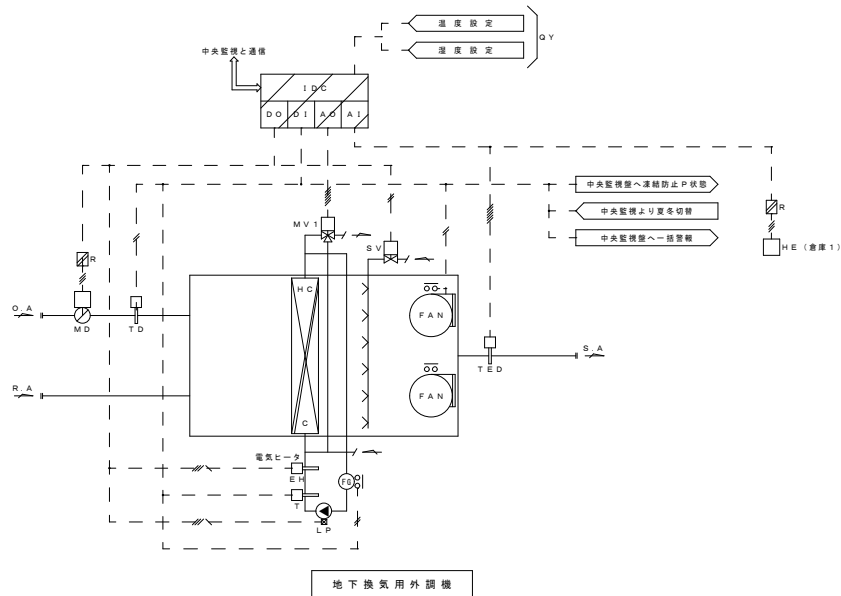 温度設定
QY
湿度設定
中央監視と通信
IDC
DO DI AO AI
中央監視盤へ凍結防止P状態
MV1
R
中央監視より夏冬切替
SV
中央監視盤へ一括警報
HE（倉庫1）
R
HC
O.A
FAN
MD
TD
S.A
TED
R.A
FAN
C
電気ヒータ
EH
FG
T
LP
地下換気用外調機